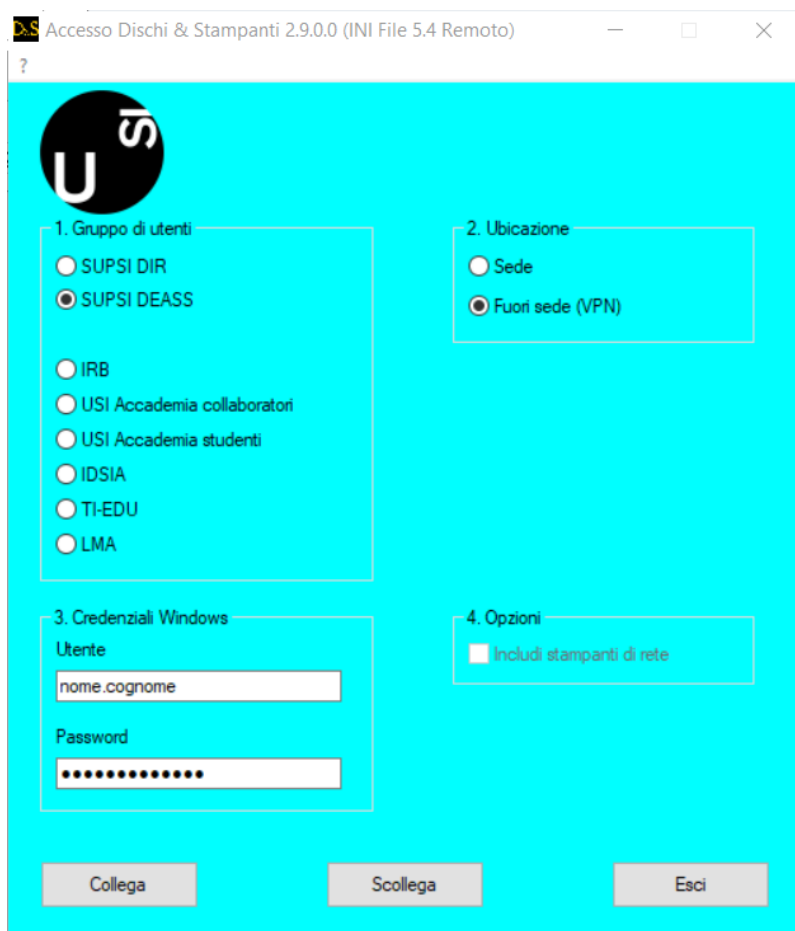 D&S Accesso Dischi & Stampanti 2.9.0.0 (INI File 5.4 Remoto)
?
U SI
1. Gruppo di utenti
SUPSI DIR
SUPSI DEASS
IRB
USI Accademia collaboratori
USI Accademia studenti
IDSIA
TI-EDU
LMA
2. Ubicazione
Sede
Fuori sede (VPN)
3. Credenziali Windows
Utente
nome.cognome
Password
●●●●●●●●●●●●●
4. Opzioni
Includi stampanti di rete
Collega
Scollega
Esci